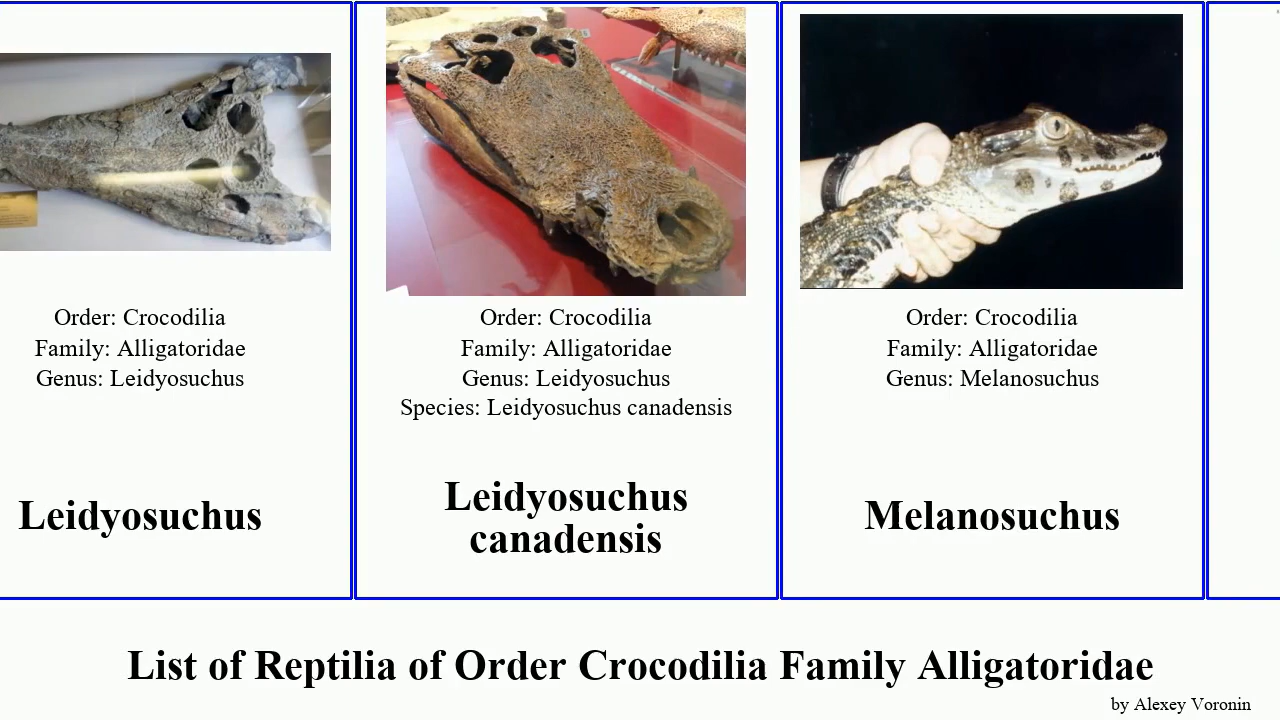 Order: Crocodilia
Family: Alligatoridae
Genus: Leidyosuchus
Leidyosuchus
Order: Crocodilia
Family: Alligatoridae
Genus: Leidyosuchus
Species: Leidyosuchus canadensis
Leidyosuchus
canadensis
Order: Crocodilia
Family: Alligatoridae
Genus: Melanosuchus
Melanosuchus
List of Reptilia of Order Crocodilia Family Alligatoridae
by Alexey Voronin